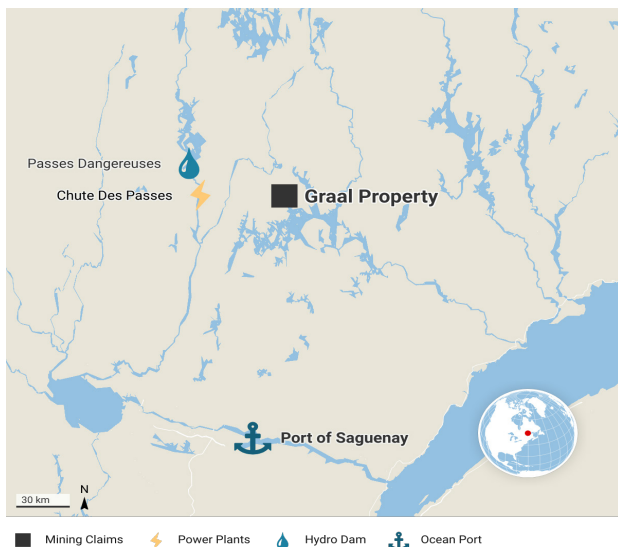 Passes Dangereuses
Chute Des Passes
Graal Property
Port of Saguenay
30 km
N
Mining Claims
Power Plants
Hydro Dam
Ocean Port